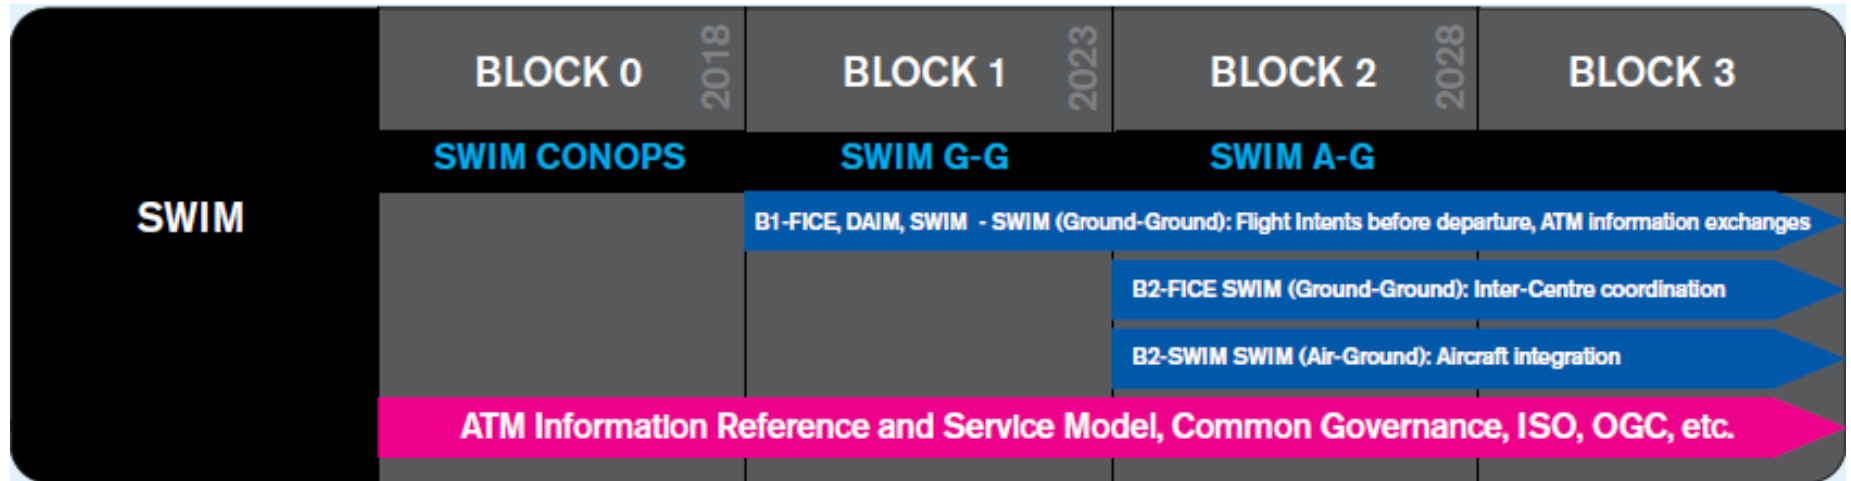 BLOCK 0
2018
BLOCK 1
2023
BLOCK 2
2028
BLOCK 3
SWIM CONOPS
SWIM G-G
SWIM A-G
SWIM
B1-FICE, DAIM, SWIM - SWIM (Ground-Ground): Flight Intents before departure, ATM information exchanges
B2-FICE SWIM (Ground-Ground): Inter-Centre coordination
B2-SWIM SWIM (Air-Ground): Aircraft integration
ATM Information Reference and Service Model, Common Governance, ISO, OGC, etc.